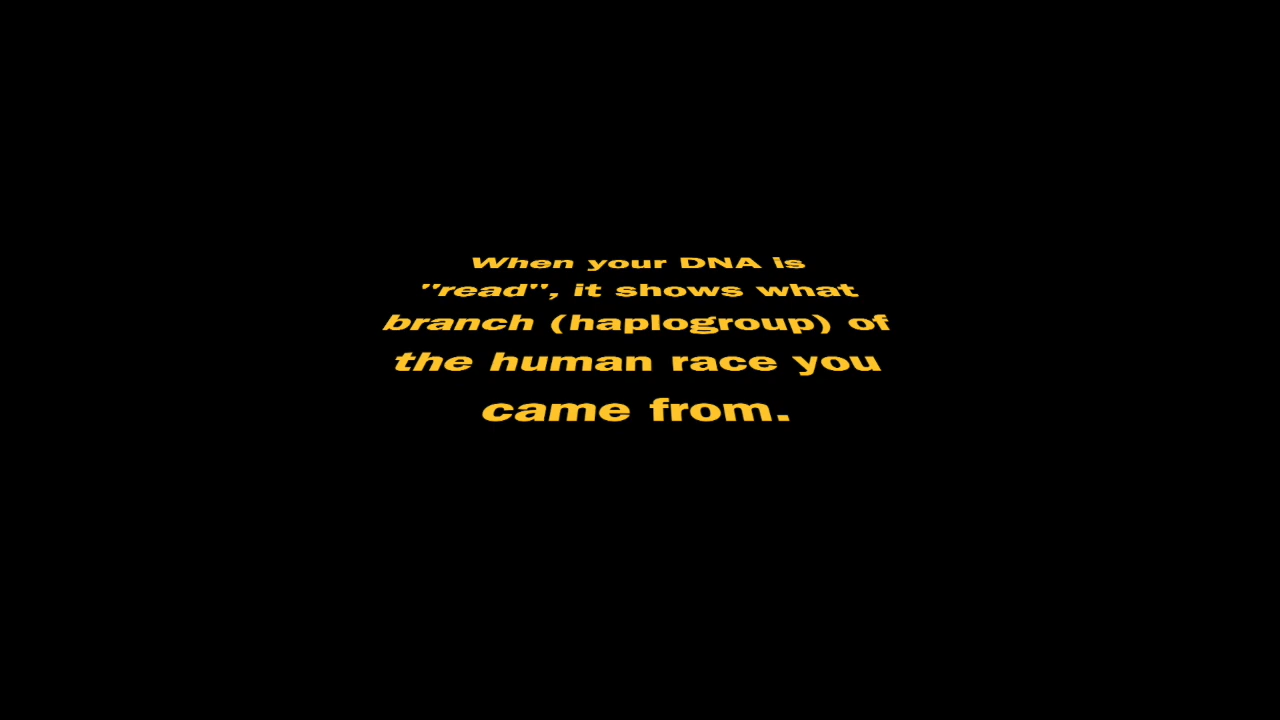 When your DNA is
"read", it shows what
branch (haplogroup) of
the human race you
came from.